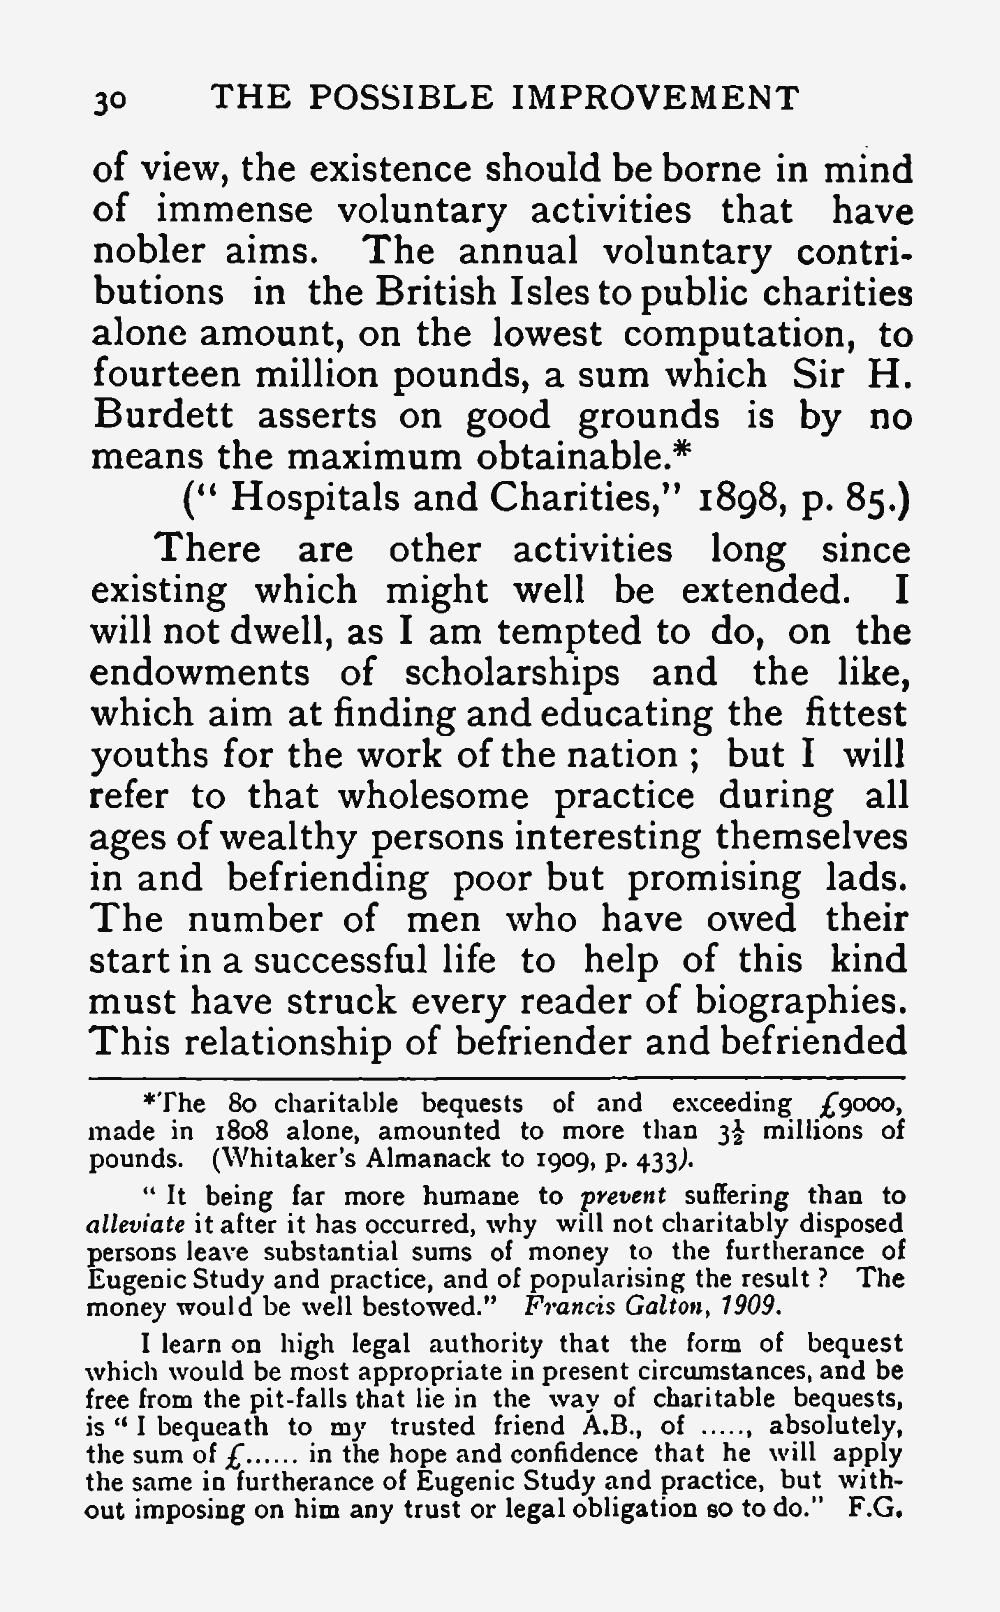 30 THE POSSIBLE IMPROVEMENT
of view, the existence should be borne in mind
of immense voluntary activities that have
nobler aims. The annual voluntary contri-
butions in the British Isles to public charities
alone amount, on the lowest computation, to
fourteen million pounds, a sum which Sir H.
Burdett asserts on good grounds is by no
means the maximum obtainable.*
(“ Hospitals and Charities,” 1898, p. 85.)
There are other activities long since
existing which might well be extended. I
will not dwell, as I am tempted to do, on the
endowments of scholarships and the like,
which aim at finding and educating the fittest
youths for the work of the nation ; but I will
refer to that wholesome practice during all
ages of wealthy persons interesting themselves
in and befriending poor but promising lads.
The number of men who have owed their
start in a successful life to help of this kind
must have struck every reader of biographies.
This relationship of befriender and befriended
*The 80 charitable bequests of and exceeding £9000,
made in 1808 alone, amounted to more than 3½ millions of
pounds. (Whitaker's Almanack to 1909, p. 433).
“ It being far more humane to prevent suffering than to
alleviate it after it has occurred, why will not charitably disposed
persons leave substantial sums of money to the furtherance of
Eugenic Study and practice, and of popularising the result ? The
money would be well bestowed.” Francis Galton, 1909.
I learn on high legal authority that the form of bequest
which would be most appropriate in present circumstances, and be
free from the pit-falls that lie in the way of charitable bequests,
is “ I bequeath to my trusted friend A.B., of ....., absolutely,
the sum of £...... in the hope and confidence that he will apply
the same in furtherance of Eugenic Study and practice, but with-
out imposing on him any trust or legal obligation so to do." F.G.